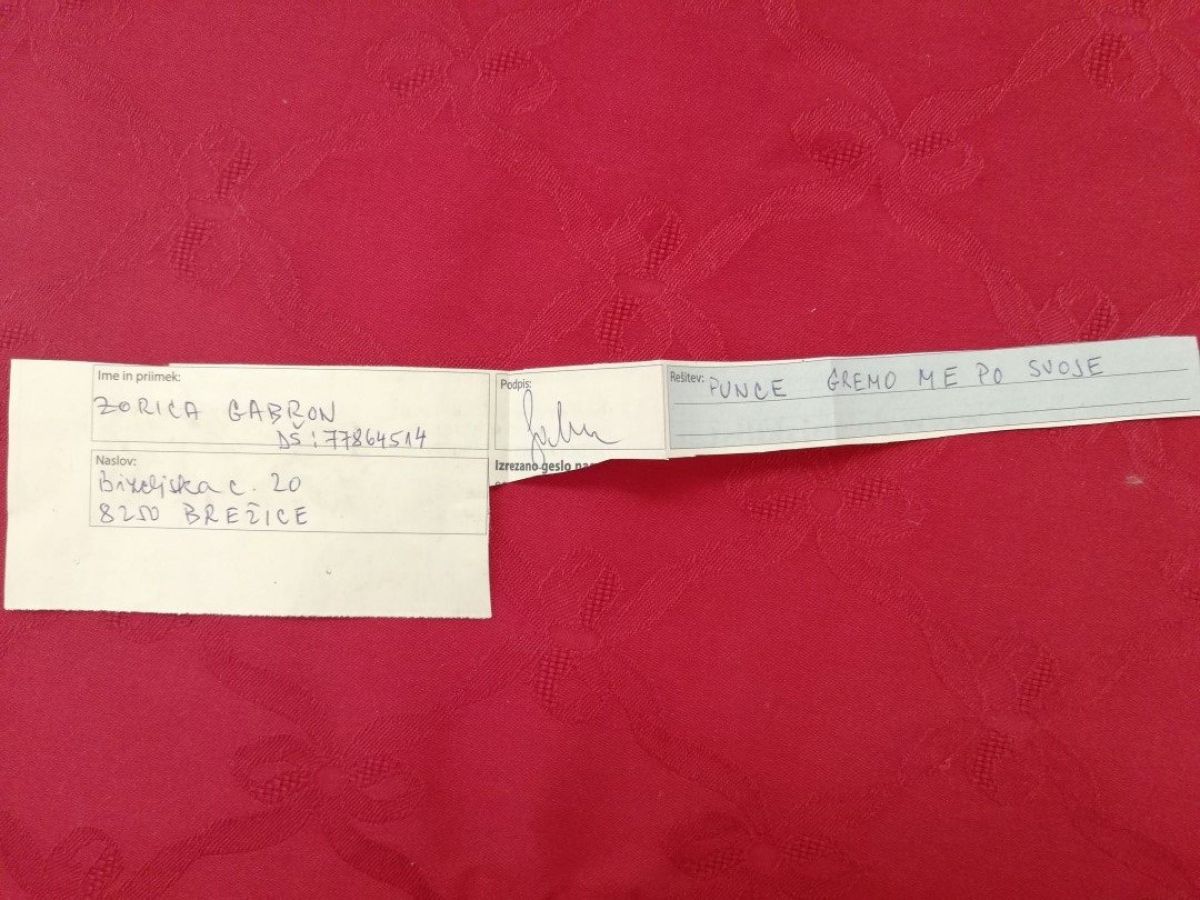 Ime in priimek:
ZORICA GABRON
DŠ: 77864514
Naslov:
Bizeljska c. 20
8250 BREŽICE
Podpis:
Izrezano geslo na
Rešitev: PUNCE GREMO ME PO SVOJE